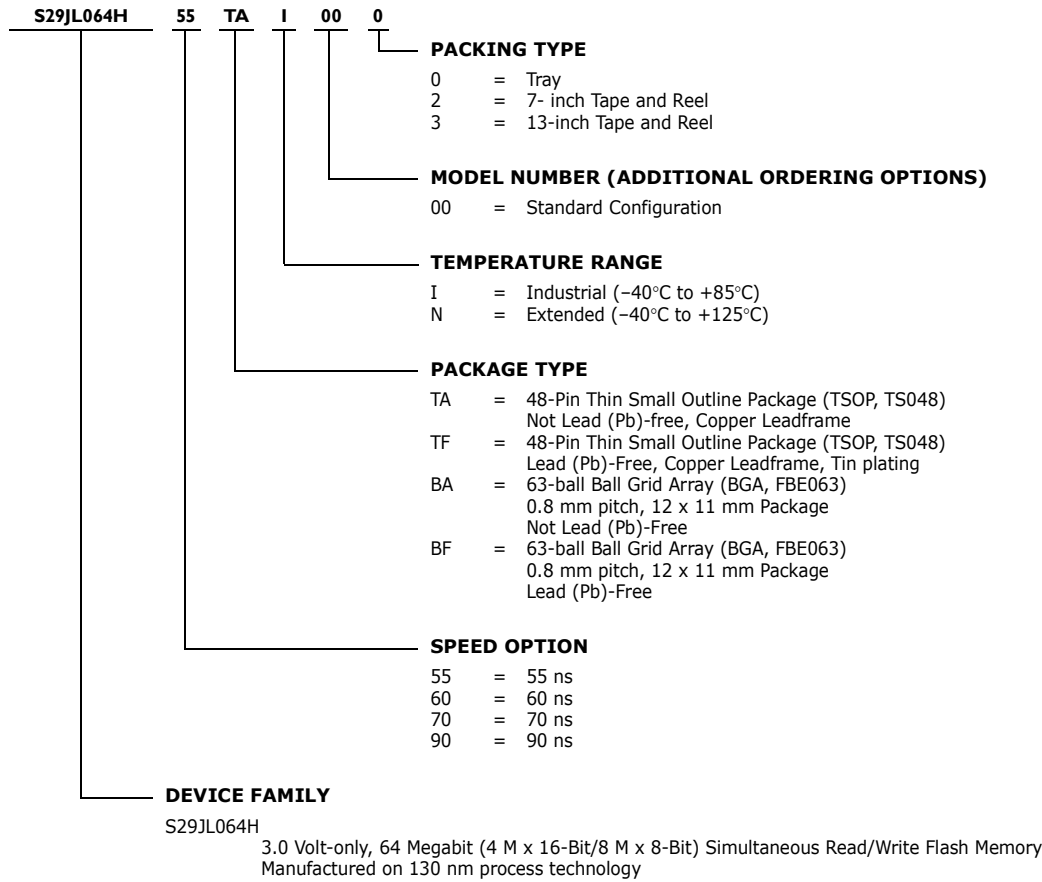 S29JL064H 55 TA I 00 0
PACKING TYPE
0 = Tray
2 = 7- inch Tape and Reel
3 = 13-inch Tape and Reel
MODEL NUMBER (ADDITIONAL ORDERING OPTIONS)
00 = Standard Configuration
TEMPERATURE RANGE
I = Industrial (–40°C to +85°C)
N = Extended (–40°C to +125°C)
PACKAGE TYPE
TA = 48-Pin Thin Small Outline Package (TSOP, TS048)
Not Lead (Pb)-free, Copper Leadframe
TF = 48-Pin Thin Small Outline Package (TSOP, TS048)
Lead (Pb)-Free, Copper Leadframe, Tin plating
BA = 63-ball Ball Grid Array (BGA, FBE063)
0.8 mm pitch, 12 x 11 mm Package
Not Lead (Pb)-Free
BF = 63-ball Ball Grid Array (BGA, FBE063)
0.8 mm pitch, 12 x 11 mm Package
Lead (Pb)-Free
SPEED OPTION
55 = 55 ns
60 = 60 ns
70 = 70 ns
90 = 90 ns
DEVICE FAMILY
S29JL064H
3.0 Volt-only, 64 Megabit (4 M x 16-Bit/8 M x 8-Bit) Simultaneous Read/Write Flash Memory
Manufactured on 130 nm process technology